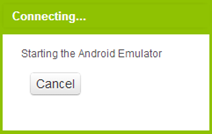 Connecting...
Starting the Android Emulator
Cancel